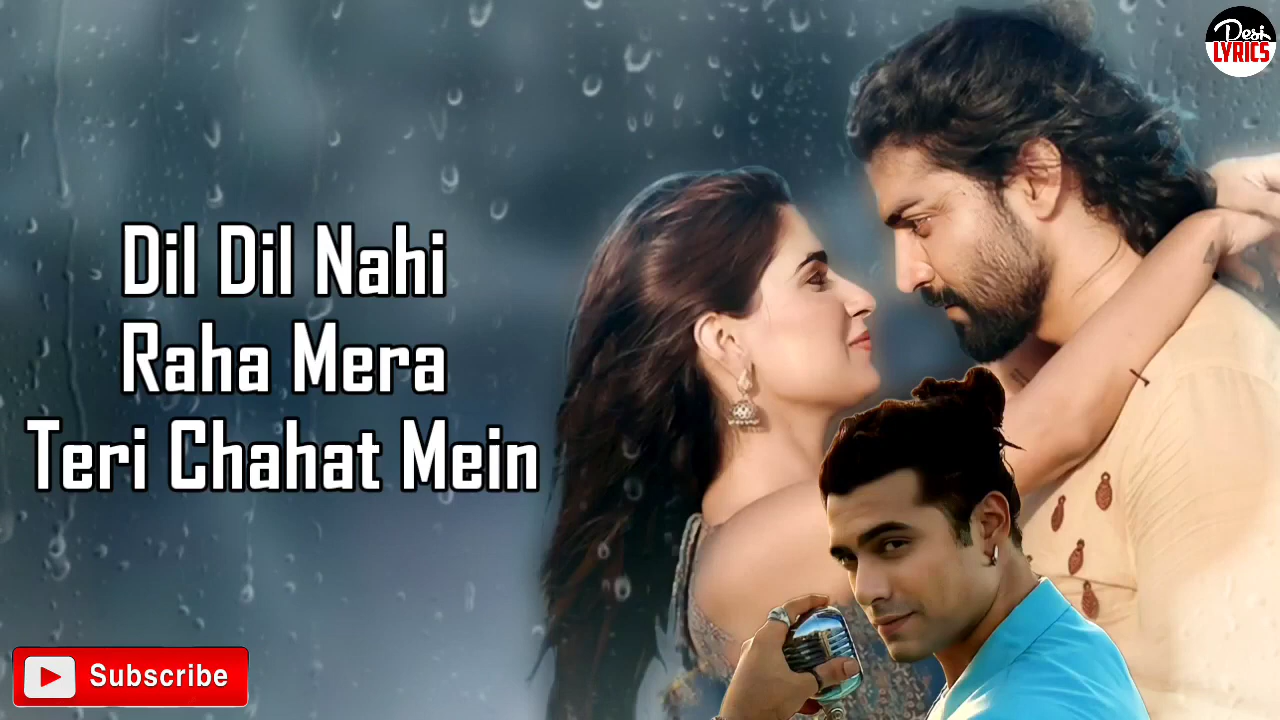 Desi
LYRICS
Dil Dil Nahi
Raha Mera
Teri Chahat Mein
Subscribe